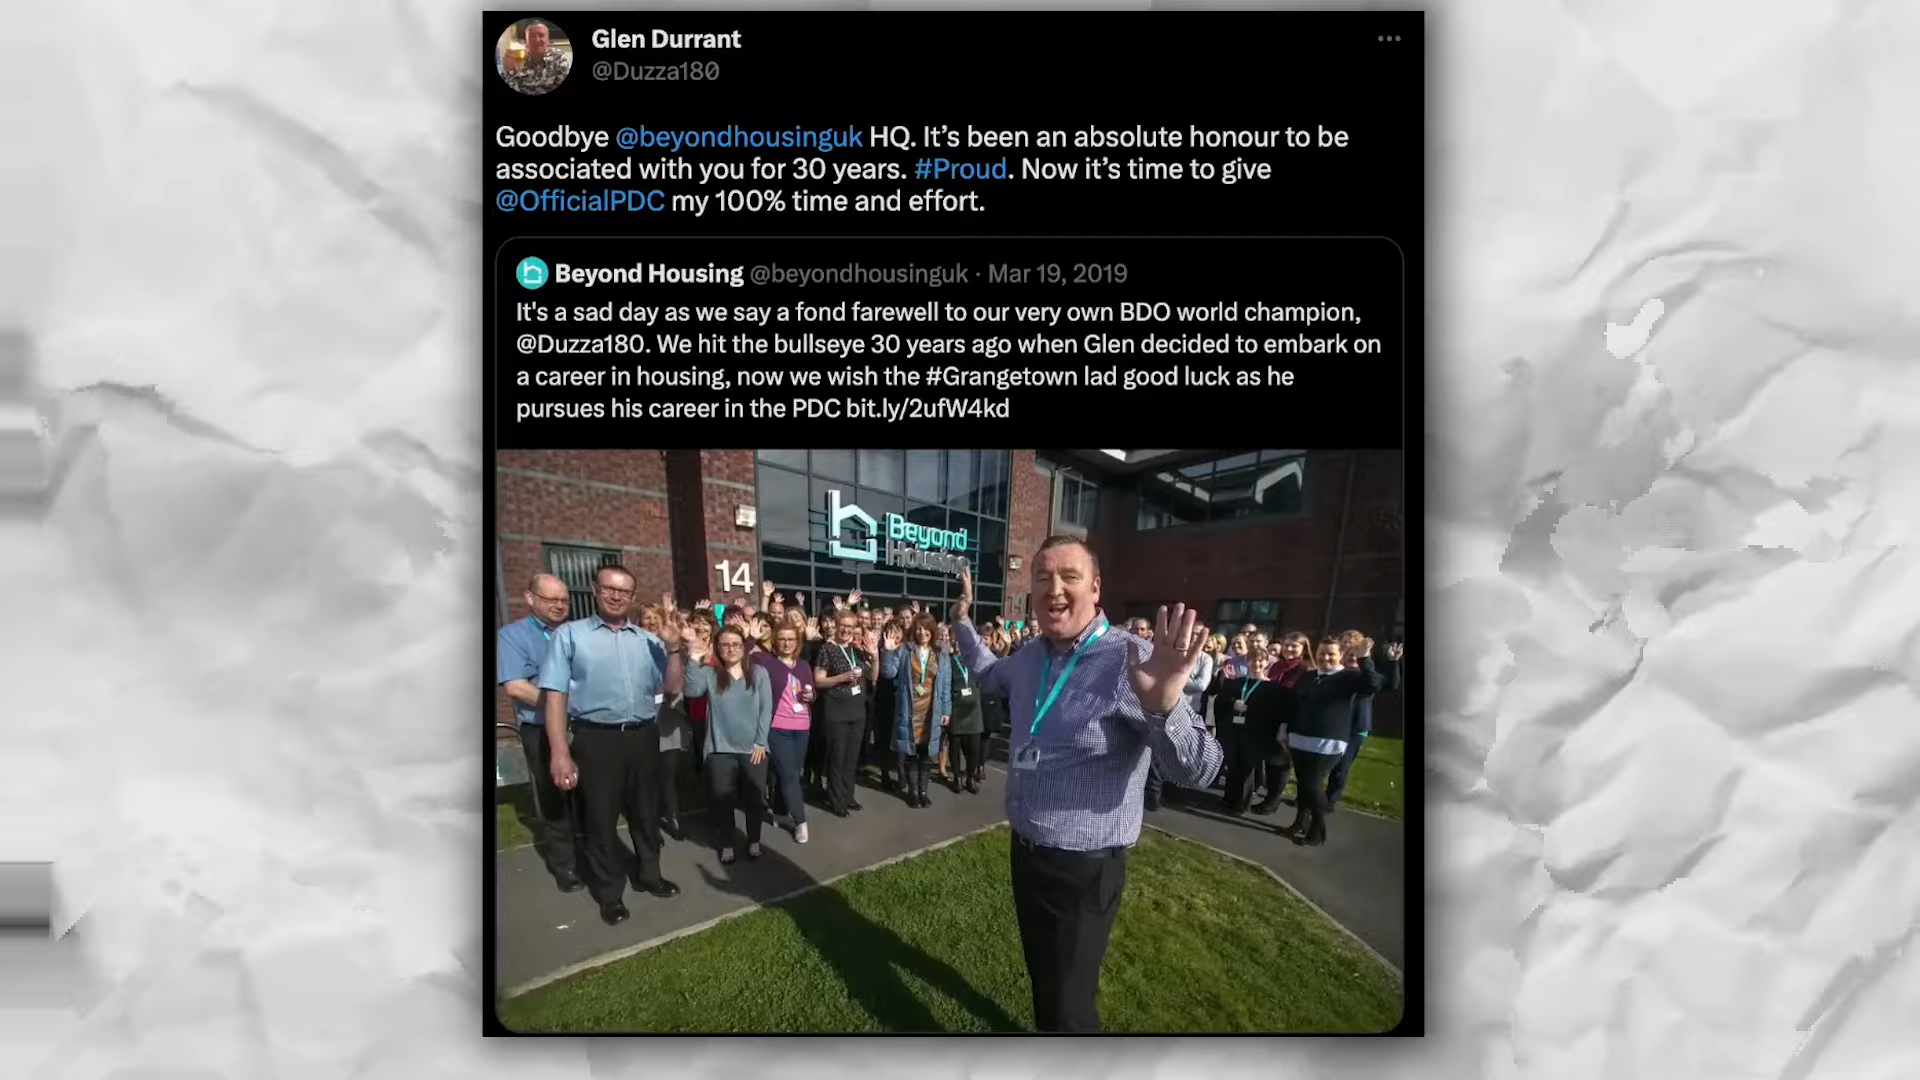 Glen Durrant
@Duzza180
Goodbye @beyondhousinguk HQ. It’s been an absolute honour to be
associated with you for 30 years. #Proud. Now it’s time to give
@OfficialPDC my 100% time and effort.
Beyond Housing @beyondhousinguk · Mar 19, 2019
It's a sad day as we say a fond farewell to our very own BDO world champion,
@Duzza180. We hit the bullseye 30 years ago when Glen decided to embark on
a career in housing, now we wish the #Grangetown lad good luck as he
pursues his career in the PDC bit.ly/2ufW4kd
Beyond
Housing
14